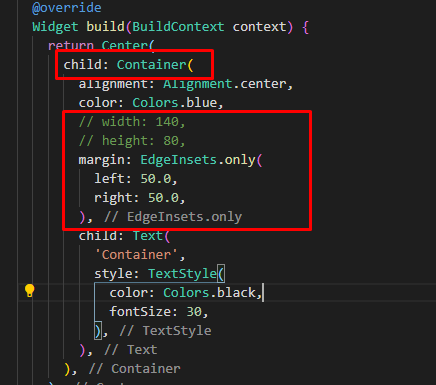 @override
Widget build(BuildContext context) {
return Center(
child: Container(
alignment: Alignment.center,
color: Colors.blue,
// width: 140,
// height: 80,
margin: EdgeInsets.only(
left: 50.0,
right: 50.0,
), // EdgeInsets.only
child: Text(
'Container',
style: TextStyle(
color: Colors.black,
fontSize: 30,
), // TextStyle
), // Text
), // Container